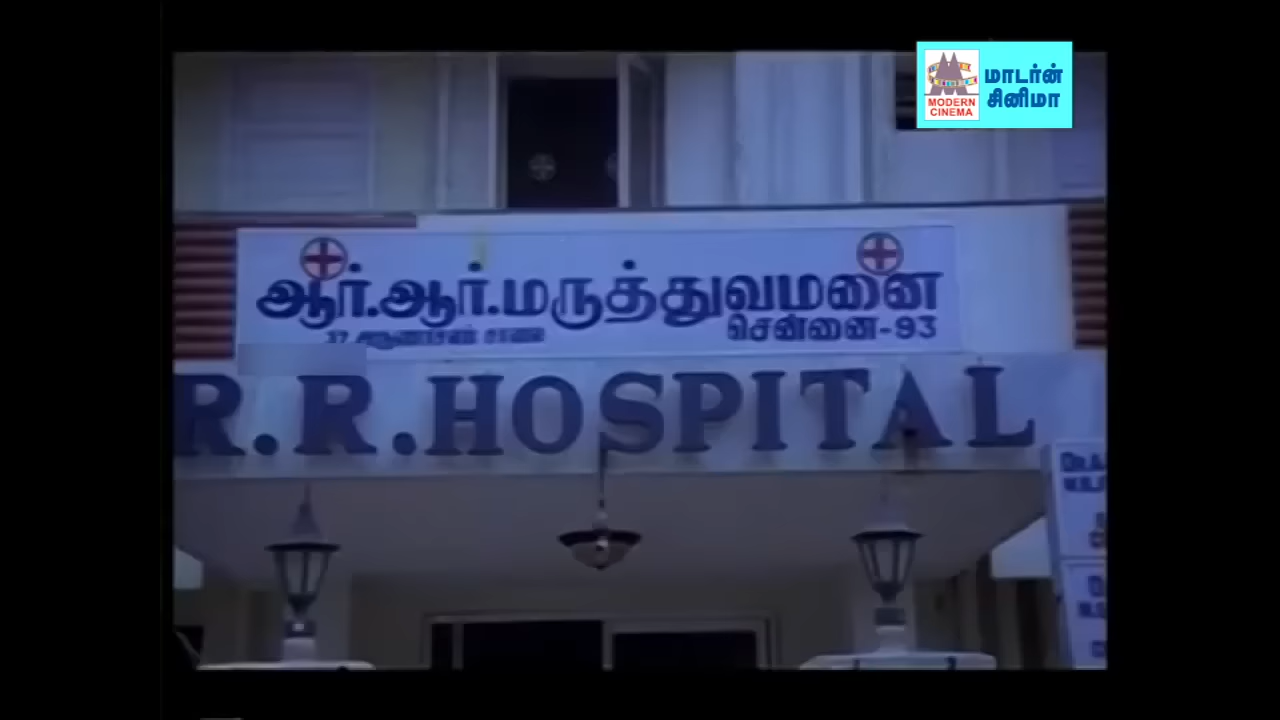 மாடர்ன்
சினிமா
MODERN
CINEMA
ஆர்.ஆர்.மருத்துவமனை
சென்னை-93
R.R.HOSPITAL